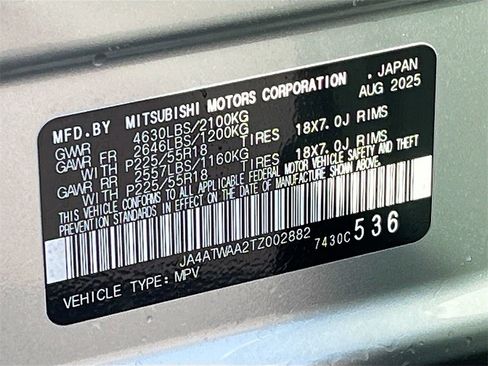 MFD.BY MITSUBISHI MOTORS CORPORATION , JAPAN
GVWR 4630LBS/2100KG AUG 2025
GAWR FR 2646LBS/1200KG
WITH P225/55R18 TIRES 18X7.0J RIMS
GAWR RR 2557LBS/1160KG
WITH P225/55R18 TIRES 18X7.0J RIMS
THIS VEHICLE CONFORMS TO ALL APPLICABLE FEDERAL MOTOR VEHICLE SAFETY AND THEFT
PREVENTION STANDARDS IN EFFECT ON THE DATE OF MANUFACTURE SHOWN ABOVE.
JA4ATWAA2TZ002882 7430C 536
VEHICLE TYPE:MPV